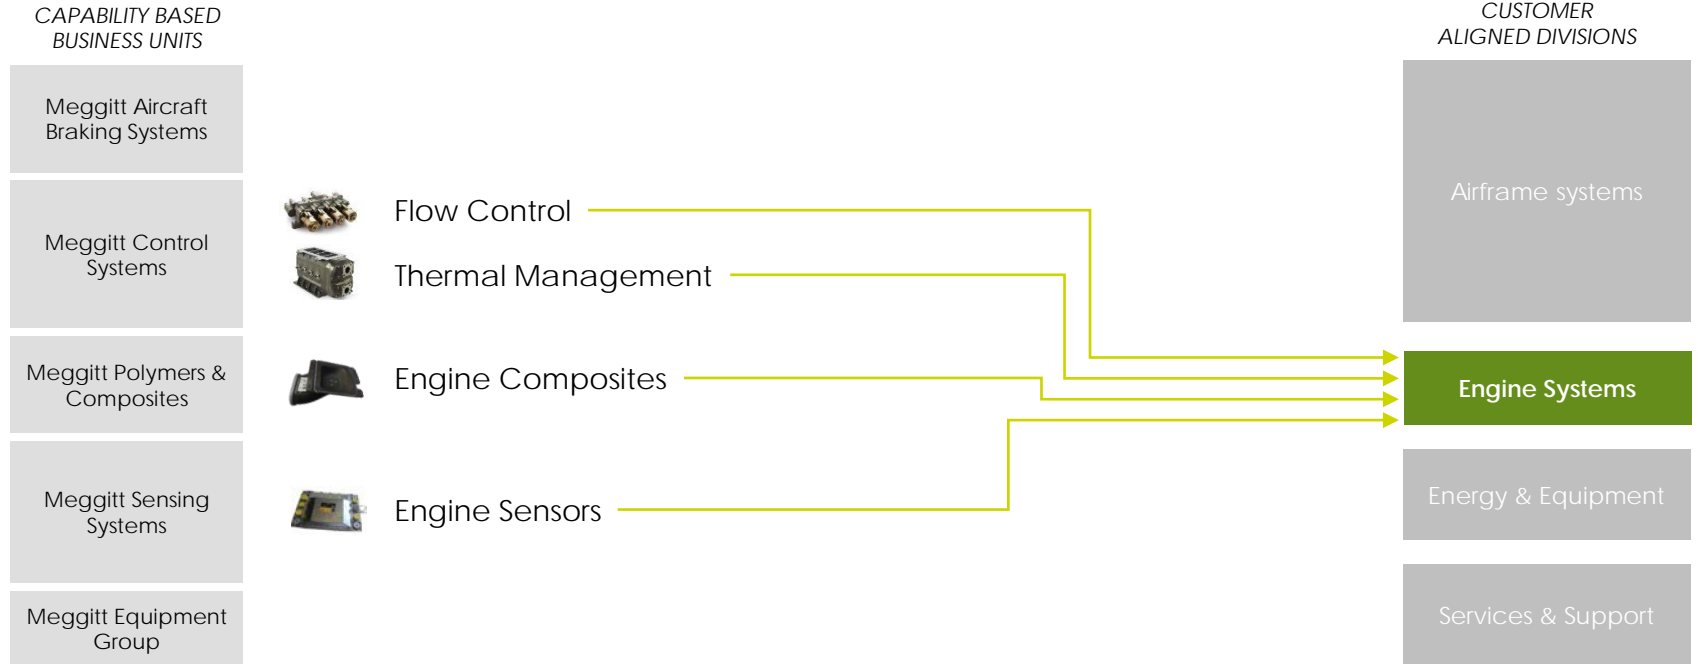 CAPABILITY BASED
BUSINESS UNITS
Meggitt Aircraft
Braking Systems
Meggitt Control
Systems
Meggitt Polymers &
Composites
Meggitt Sensing
Systems
Meggitt Equipment
Group
Flow Control
Thermal Management
Engine Composites
Engine Sensors
CUSTOMER
ALIGNED DIVISIONS
Airframe systems
Engine Systems
Energy & Equipment
Services & Support